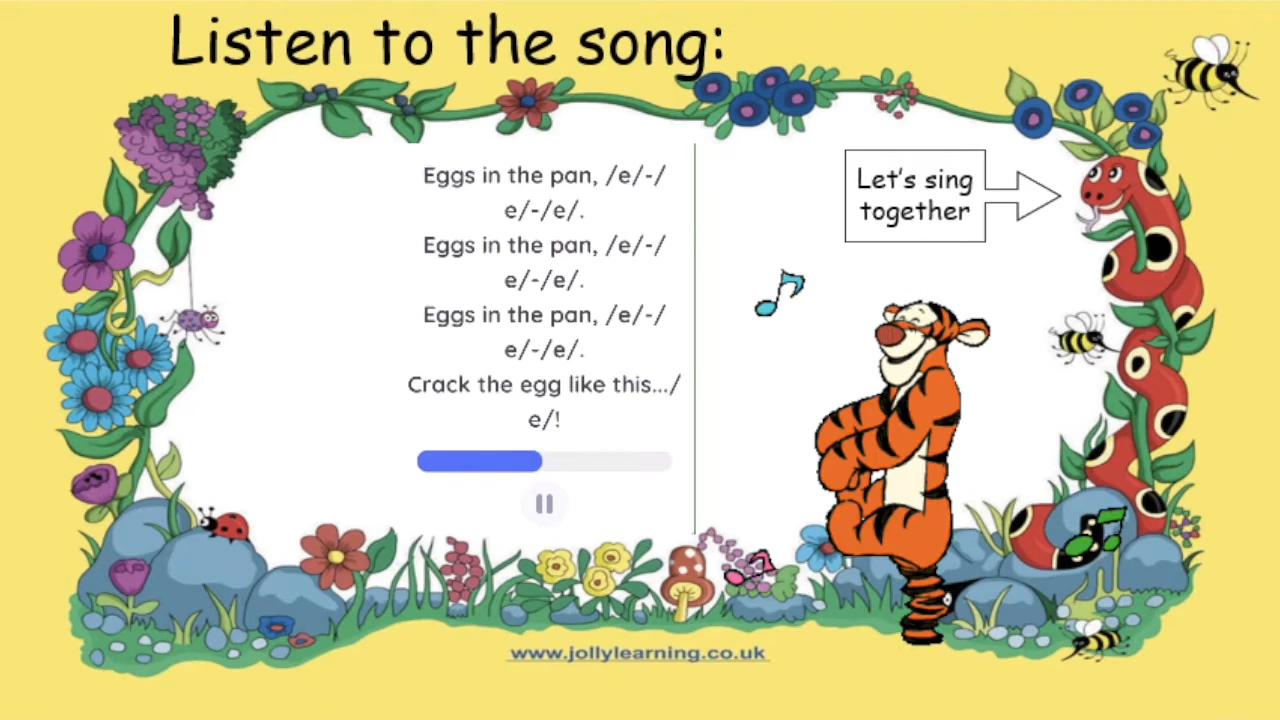 Listen to the song:
Eggs in the pan, /e/-/
e/-/e/.
Eggs in the pan, /e/-/
e/-/e/.
Eggs in the pan, /e/-/
e/-/e/.
Crack the egg like this.../
e/!
Let's sing
together
www.jollylearning.co.uk